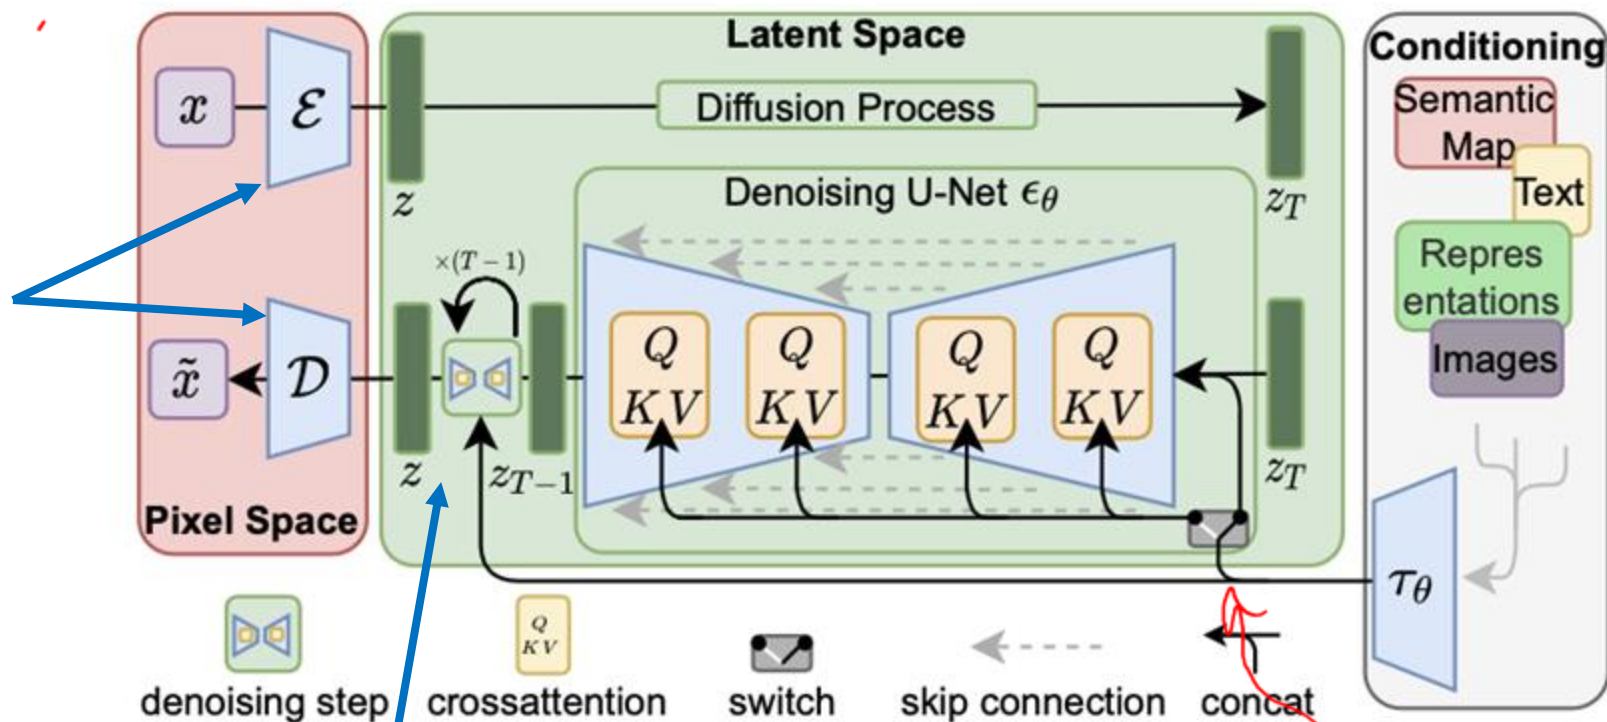 Latent Space
Conditioning
x
ℰ
Diffusion Process
Semantic
Map
Text
z
Denoising U-Net ϵ_θ
z_T
Repres
entations
Images
×(T−1)
x̃
𝒟
Q
KV
Q
KV
Q
KV
Q
KV
z
z_{T−1}
z_T
Pixel Space
τ_θ
Q
KV
denoising step
crossattention
switch
skip connection
concat